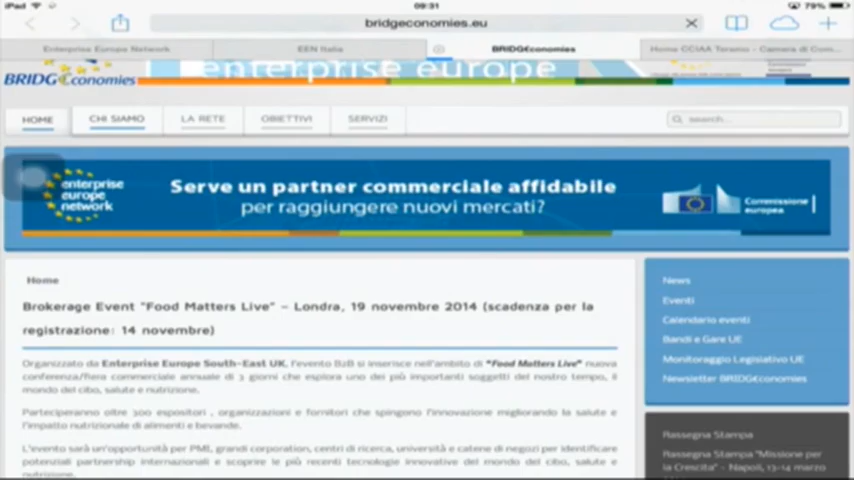 iPad
09:31
79%
bridgeconomies.eu
Enterprise Europe Network
EEN Italia
BRIDG€conomies
Home CCIAA Teramo - Camera di Com...
enterprise europe
BRIDG€conomies
HOME
CHI SIAMO
LA RETE
OBIETTIVI
SERVIZI
search...
enterprise
europe
network
Serve un partner commerciale affidabile
per raggiungere nuovi mercati?
Commissione
europea
Home
Brokerage Event "Food Matters Live" – Londra, 19 novembre 2014 (scadenza per la
registrazione: 14 novembre)
Organizzato da Enterprise Europe South-East UK, l'evento B2B si inserisce nell'ambito di "Food Matters Live" nuova
conferenza/fiera commerciale annuale di 3 giorni che esplora uno dei più importanti soggetti del nostro tempo, il
mondo del cibo, salute e nutrizione.
Parteciperanno oltre 200 espositori , organizzazioni e fornitori che spingono l'innovazione migliorando la salute e
l'impatto nutrizionale di alimenti e bevande.
L'evento sarà un'opportunità per PMI, grandi corporation, centri di ricerca, università e catene di negozi per identificare
potenziali partnership internazionali e scoprire le più recenti tecnologie innovative del mondo del cibo, salute e
nutrizione.
News
Eventi
Calendario eventi
Bandi e Gare UE
Monitoraggio Legislativo UE
Newsletter BRIDG€conomies
Rassegna Stampa
Rassegna Stampa "Missione per
la Crescita" - Napoli, 13-14 marzo